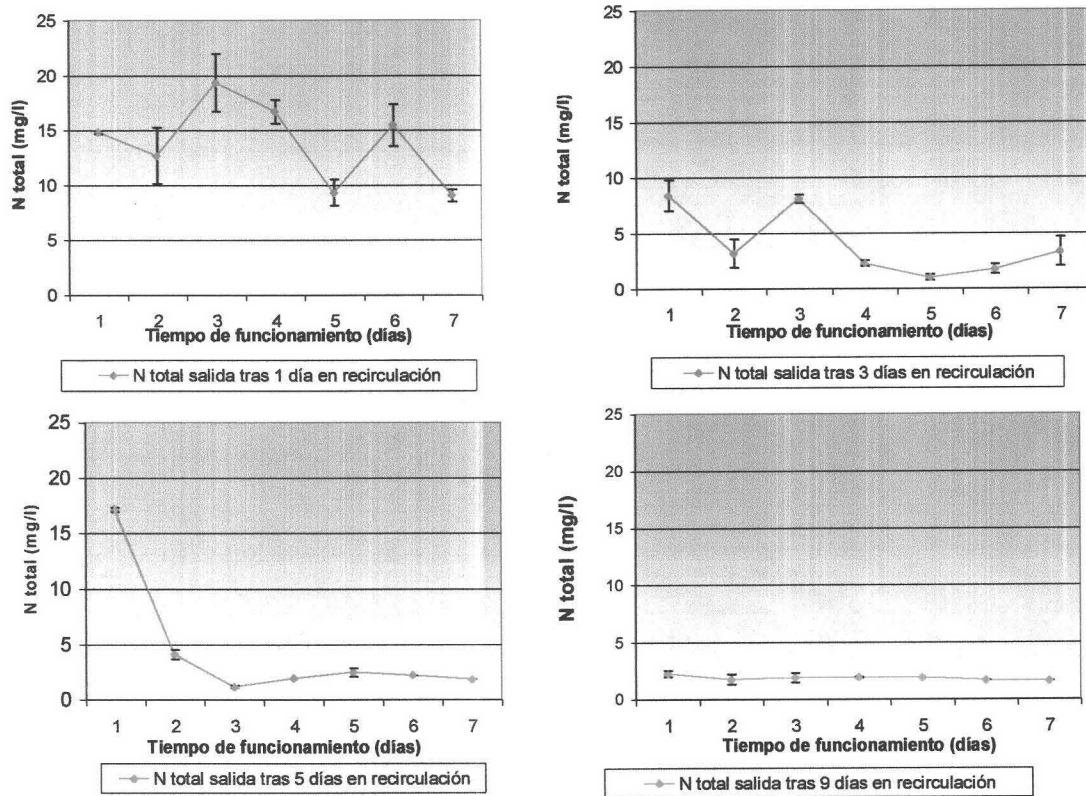 25
20
15
10
5
0
N total (mg/l)
1 2 3 4 5 6 7
Tiempo de funcionamiento (días)
N total salida tras 1 día en recirculación
25
20
15
10
5
0
N total (mg/l)
1 2 3 4 5 6 7
Tiempo de funcionamiento (días)
N total salida tras 3 días en recirculación
25
20
15
10
5
0
N total (mg/l)
1 2 3 4 5 6 7
Tiempo de funcionamiento (días)
N total salida tras 5 días en recirculación
25
20
15
10
5
0
N total (mg/l)
1 2 3 4 5 6 7
Tiempo de funcionamiento (días)
N total salida tras 9 días en recirculación